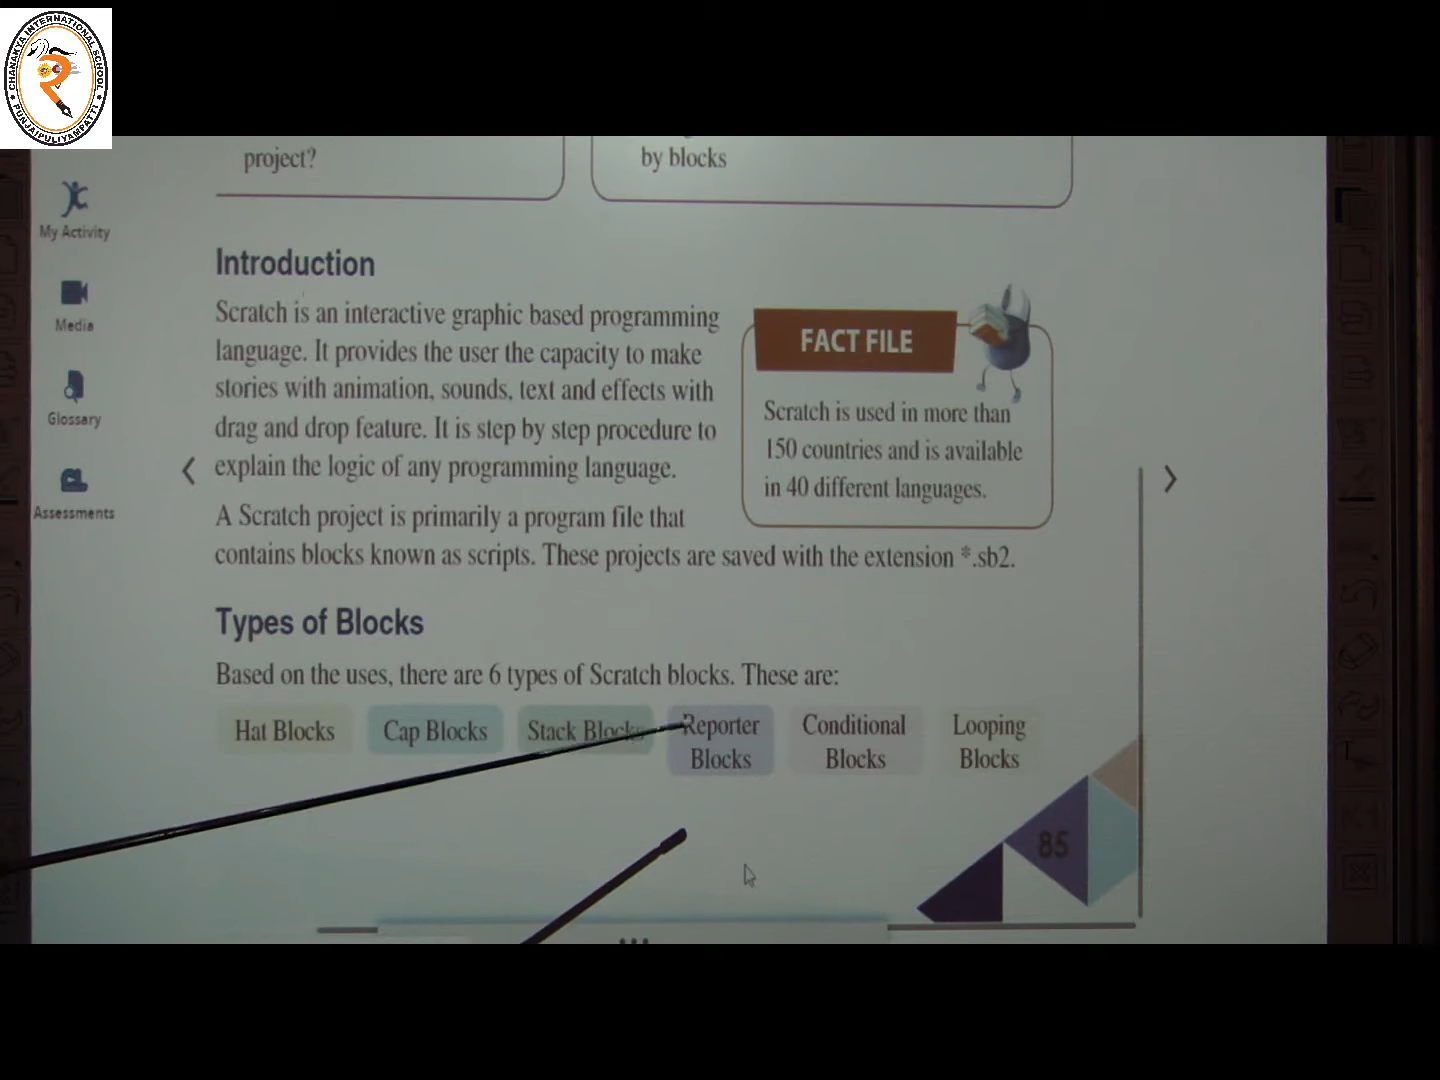 CHANAKYA INTERNATIONAL SCHOOL
PUNJAIPULIYAMPATTI
project?
by blocks
My Activity
Media
Glossary
Assessments
Introduction
Scratch is an interactive graphic based programming
language. It provides the user the capacity to make
stories with animation, sounds, text and effects with
drag and drop feature. It is step by step procedure to
explain the logic of any programming language.
A Scratch project is primarily a program file that
contains blocks known as scripts. These projects are saved with the extension *.sb2.
FACT FILE
Scratch is used in more than
150 countries and is available
in 40 different languages.
Types of Blocks
Based on the uses, there are 6 types of Scratch blocks. These are:
Hat Blocks
Cap Blocks
Stack Blocks
Reporter
Blocks
Conditional
Blocks
Looping
Blocks
85